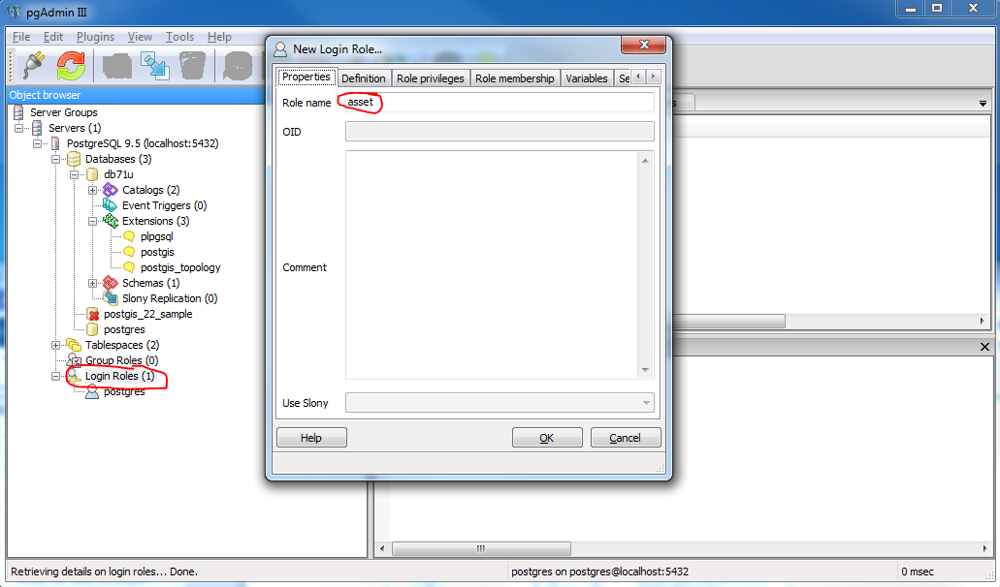 pgAdmin III
File Edit Plugins View Tools Help
Object browser
Server Groups
Servers (1)
PostgreSQL 9.5 (localhost:5432)
Databases (3)
db71u
Catalogs (2)
Event Triggers (0)
Extensions (3)
plpgsql
postgis
postgis_topology
Schemas (1)
Slony Replication (0)
postgis_22_sample
postgres
Tablespaces (2)
Group Roles (0)
Login Roles (1)
postgres
New Login Role...
Properties Definition Role privileges Role membership Variables Se
Role name asset
OID
Comment
Use Slony
Help OK Cancel
Retrieving details on login roles... Done. postgres on postgres@localhost:5432 0 msec